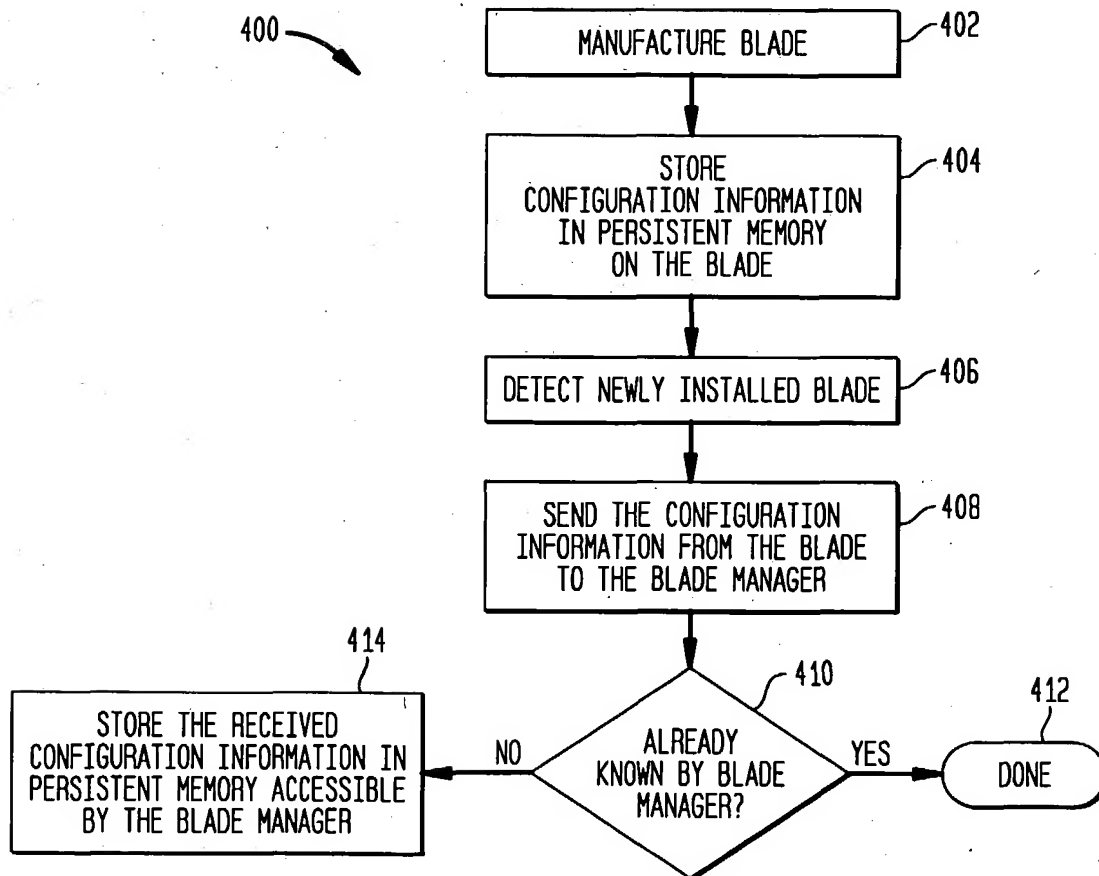 400
402
MANUFACTURE BLADE
404
STORE
CONFIGURATION INFORMATION
IN PERSISTENT MEMORY
ON THE BLADE
406
DETECT NEWLY INSTALLED BLADE
408
SEND THE CONFIGURATION
INFORMATION FROM THE BLADE
TO THE BLADE MANAGER
414
STORE THE RECEIVED
CONFIGURATION INFORMATION IN
PERSISTENT MEMORY ACCESSIBLE
BY THE BLADE MANAGER
NO
410
ALREADY
KNOWN BY BLADE
MANAGER?
YES
412
DONE